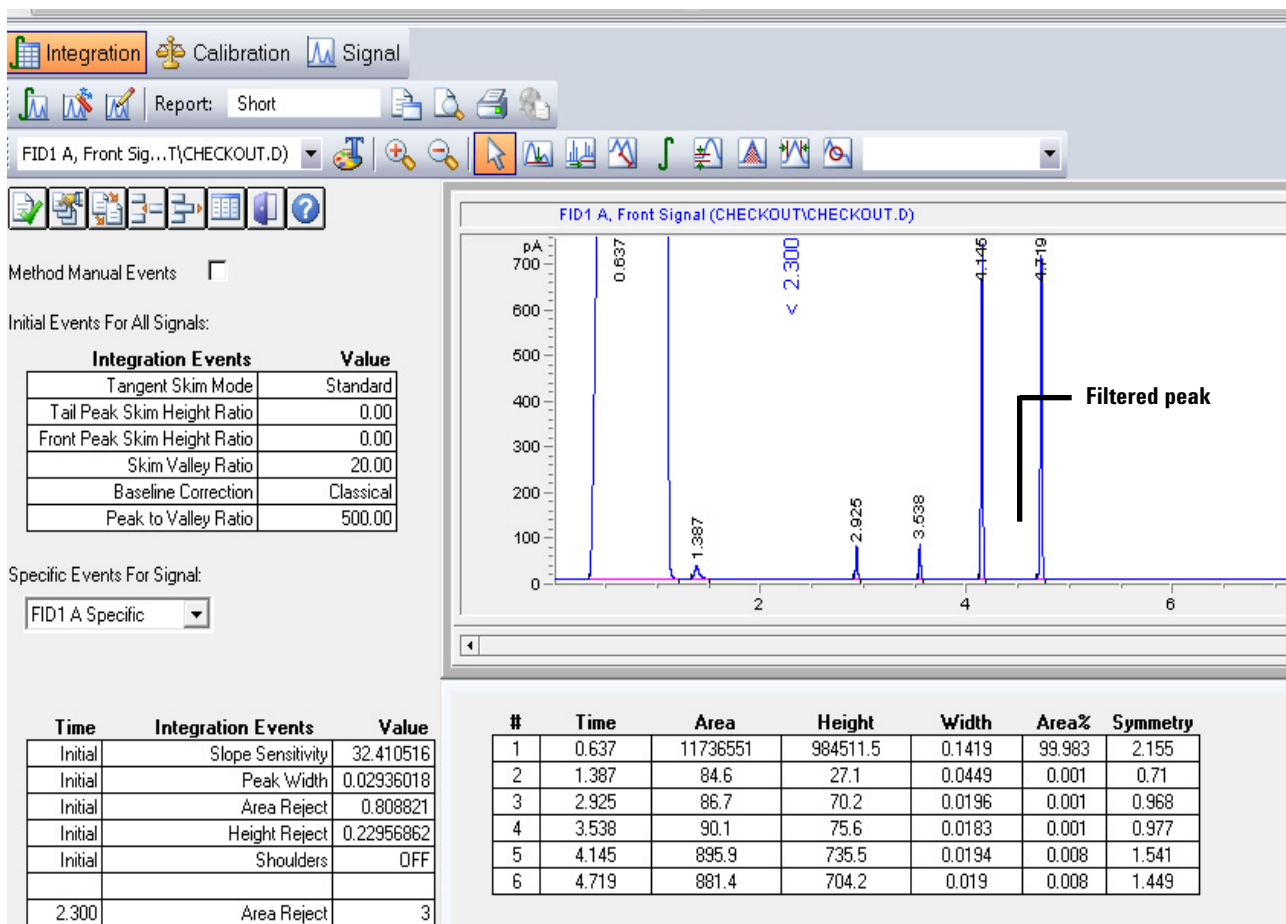 Integration Calibration Signal
Report: Short
FID1 A, Front Sig...T\CHECKOUT.D)
Method Manual Events
Initial Events For All Signals:
Integration Events Value
Tangent Skim Mode Standard
Tail Peak Skim Height Ratio 0.00
Front Peak Skim Height Ratio 0.00
Skim Valley Ratio 20.00
Baseline Correction Classical
Peak to Valley Ratio 500.00
Specific Events For Signal:
FID1 A Specific
Time Integration Events Value
Initial Slope Sensitivity 32.410516
Initial Peak Width 0.02936018
Initial Area Reject 0.808821
Initial Height Reject 0.22956862
Initial Shoulders OFF
2.300 Area Reject 3
FID1 A, Front Signal (CHECKOUT\CHECKOUT.D)
pA
700
600
500
400
300
200
100
0
0.637
1.387
< 2.300
2.925
3.538
4.145
4.719
Filtered peak
2 4 6
# Time Area Height Width Area% Symmetry
1 0.637 11736551 984511.5 0.1419 99.983 2.155
2 1.387 84.6 27.1 0.0449 0.001 0.71
3 2.925 86.7 70.2 0.0196 0.001 0.968
4 3.538 90.1 75.6 0.0183 0.001 0.977
5 4.145 895.9 735.5 0.0194 0.008 1.541
6 4.719 881.4 704.2 0.019 0.008 1.449